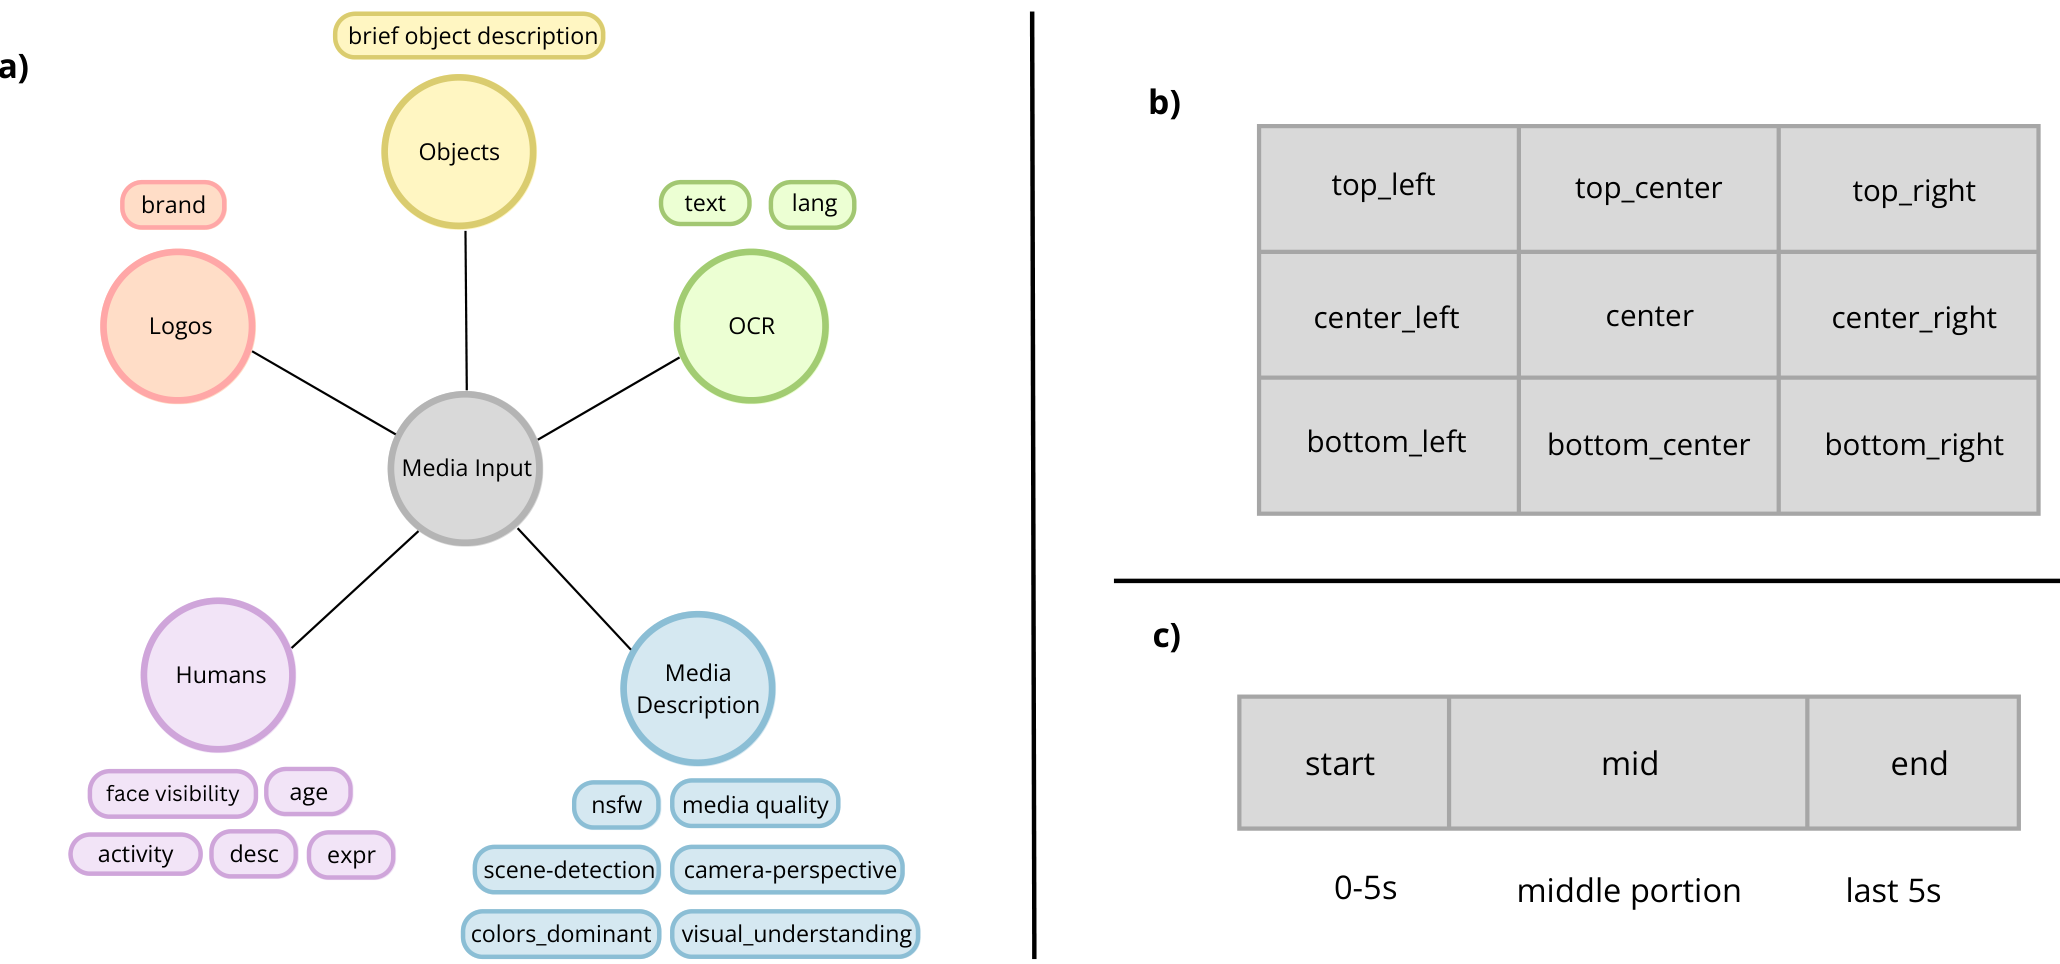 a)
brief object description
Objects
brand
Logos
text
lang
OCR
Media Input
Humans
face visibility
age
activity
desc
expr
Media
Description
nsfw
media quality
scene-detection
camera-perspective
colors_dominant
visual_understanding
b)
top_left
top_center
top_right
center_left
center
center_right
bottom_left
bottom_center
bottom_right
c)
start
mid
end
0-5s
middle portion
last 5s